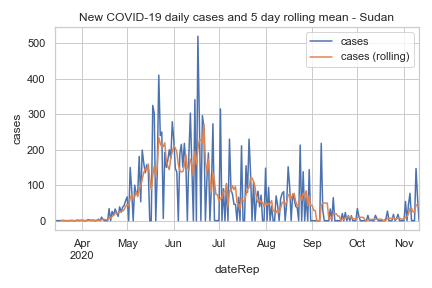 New COVID-19 daily cases and 5 day rolling mean - Sudan
cases
cases (rolling)
500
400
300
200
100
0
cases
Apr May Jun Jul Aug Sep Oct Nov
2020
dateRep